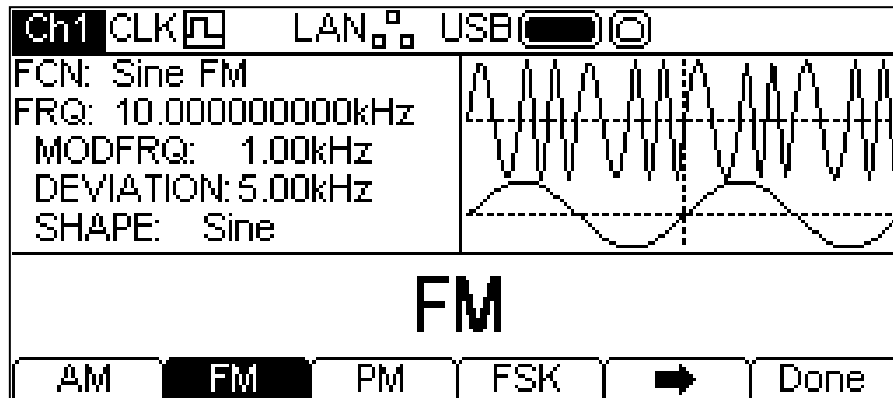 Ch1 CLK LAN USB
FCN: Sine FM
FRQ: 10.000000000kHz
MODFRQ: 1.00kHz
DEVIATION: 5.00kHz
SHAPE: Sine
FM
AM FM PM FSK Done